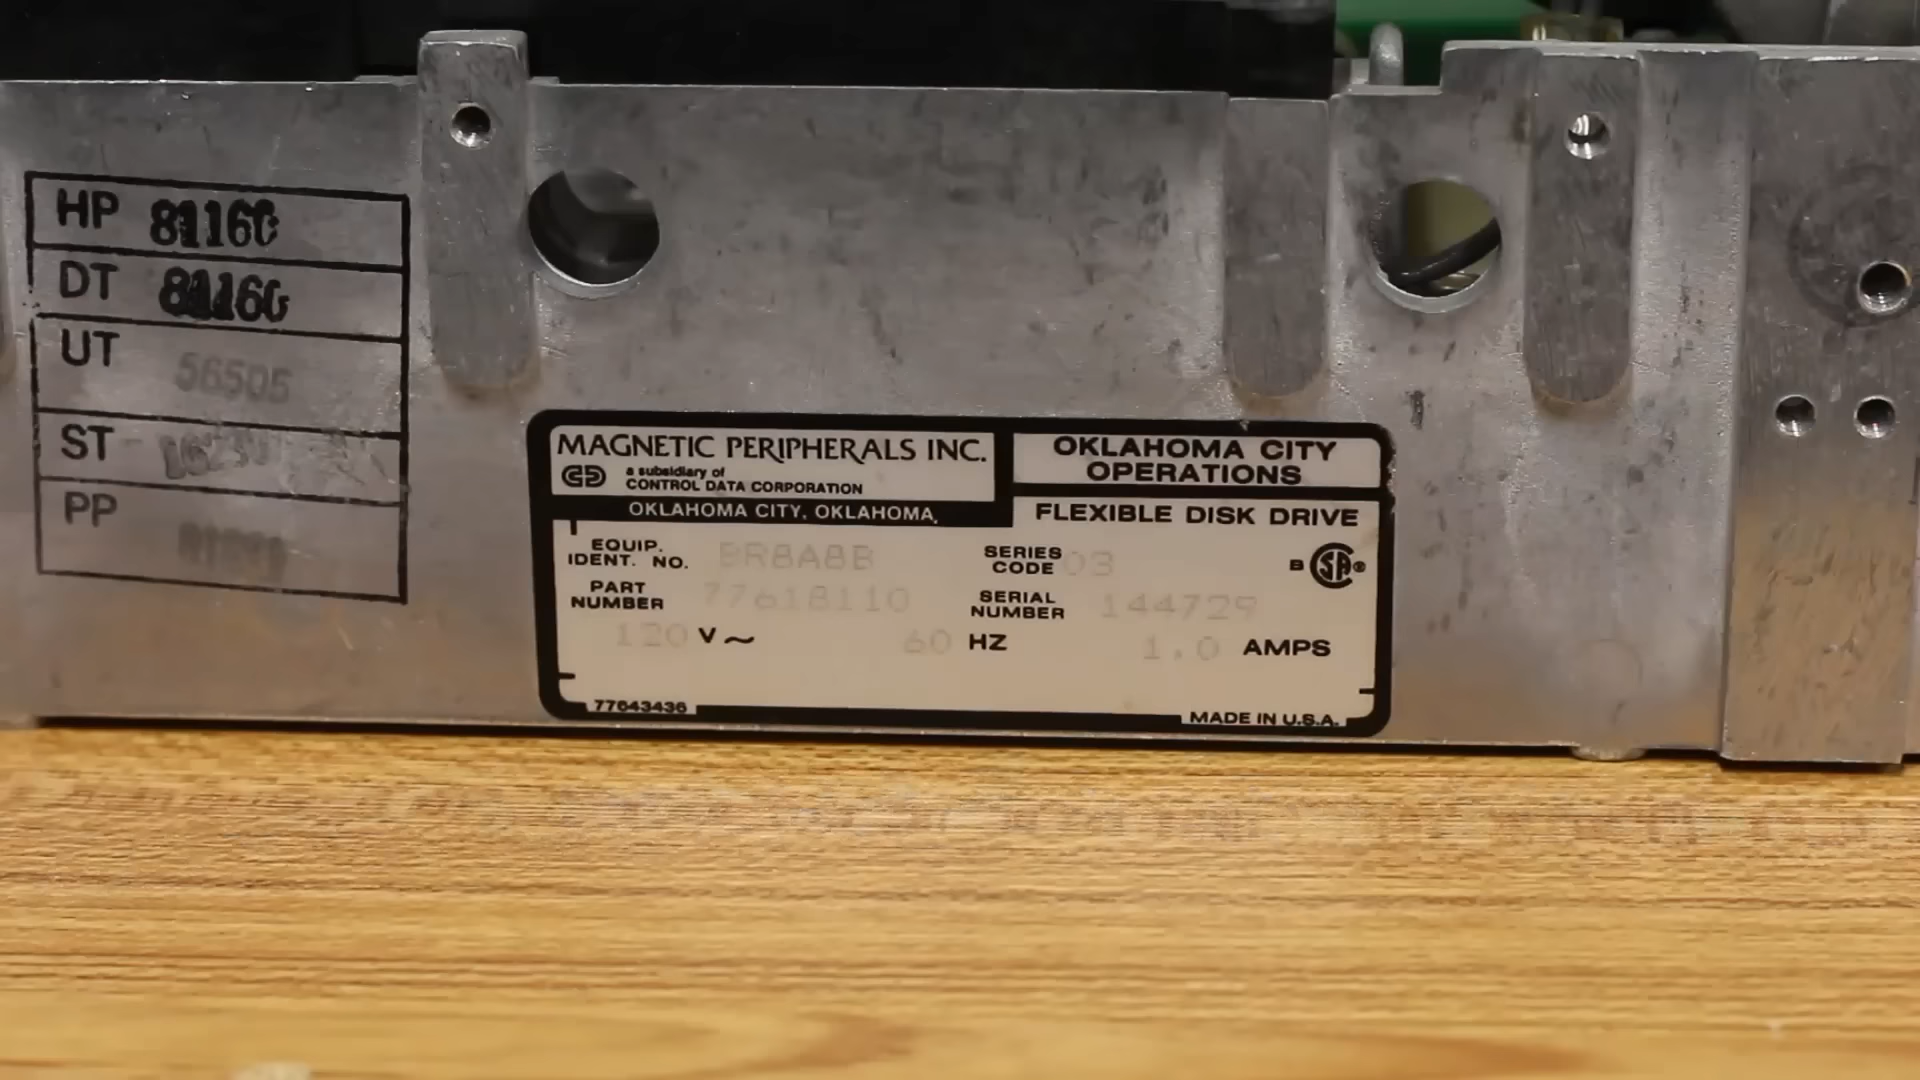 HP 81160
DT
UT 56505
ST
PP
MAGNETIC PERIPHERALS INC.
a subsidiary of
CONTROL DATA CORPORATION
OKLAHOMA CITY, OKLAHOMA,
OKLAHOMA CITY
OPERATIONS
FLEXIBLE DISK DRIVE
EQUIP.
IDENT. NO. BR8A8B
SERIES
CODE 03
B SA®
PART
NUMBER 77618110
SERIAL
NUMBER 144729
120 V~ 60 HZ 1.0 AMPS
77643436
MADE IN U.S.A.